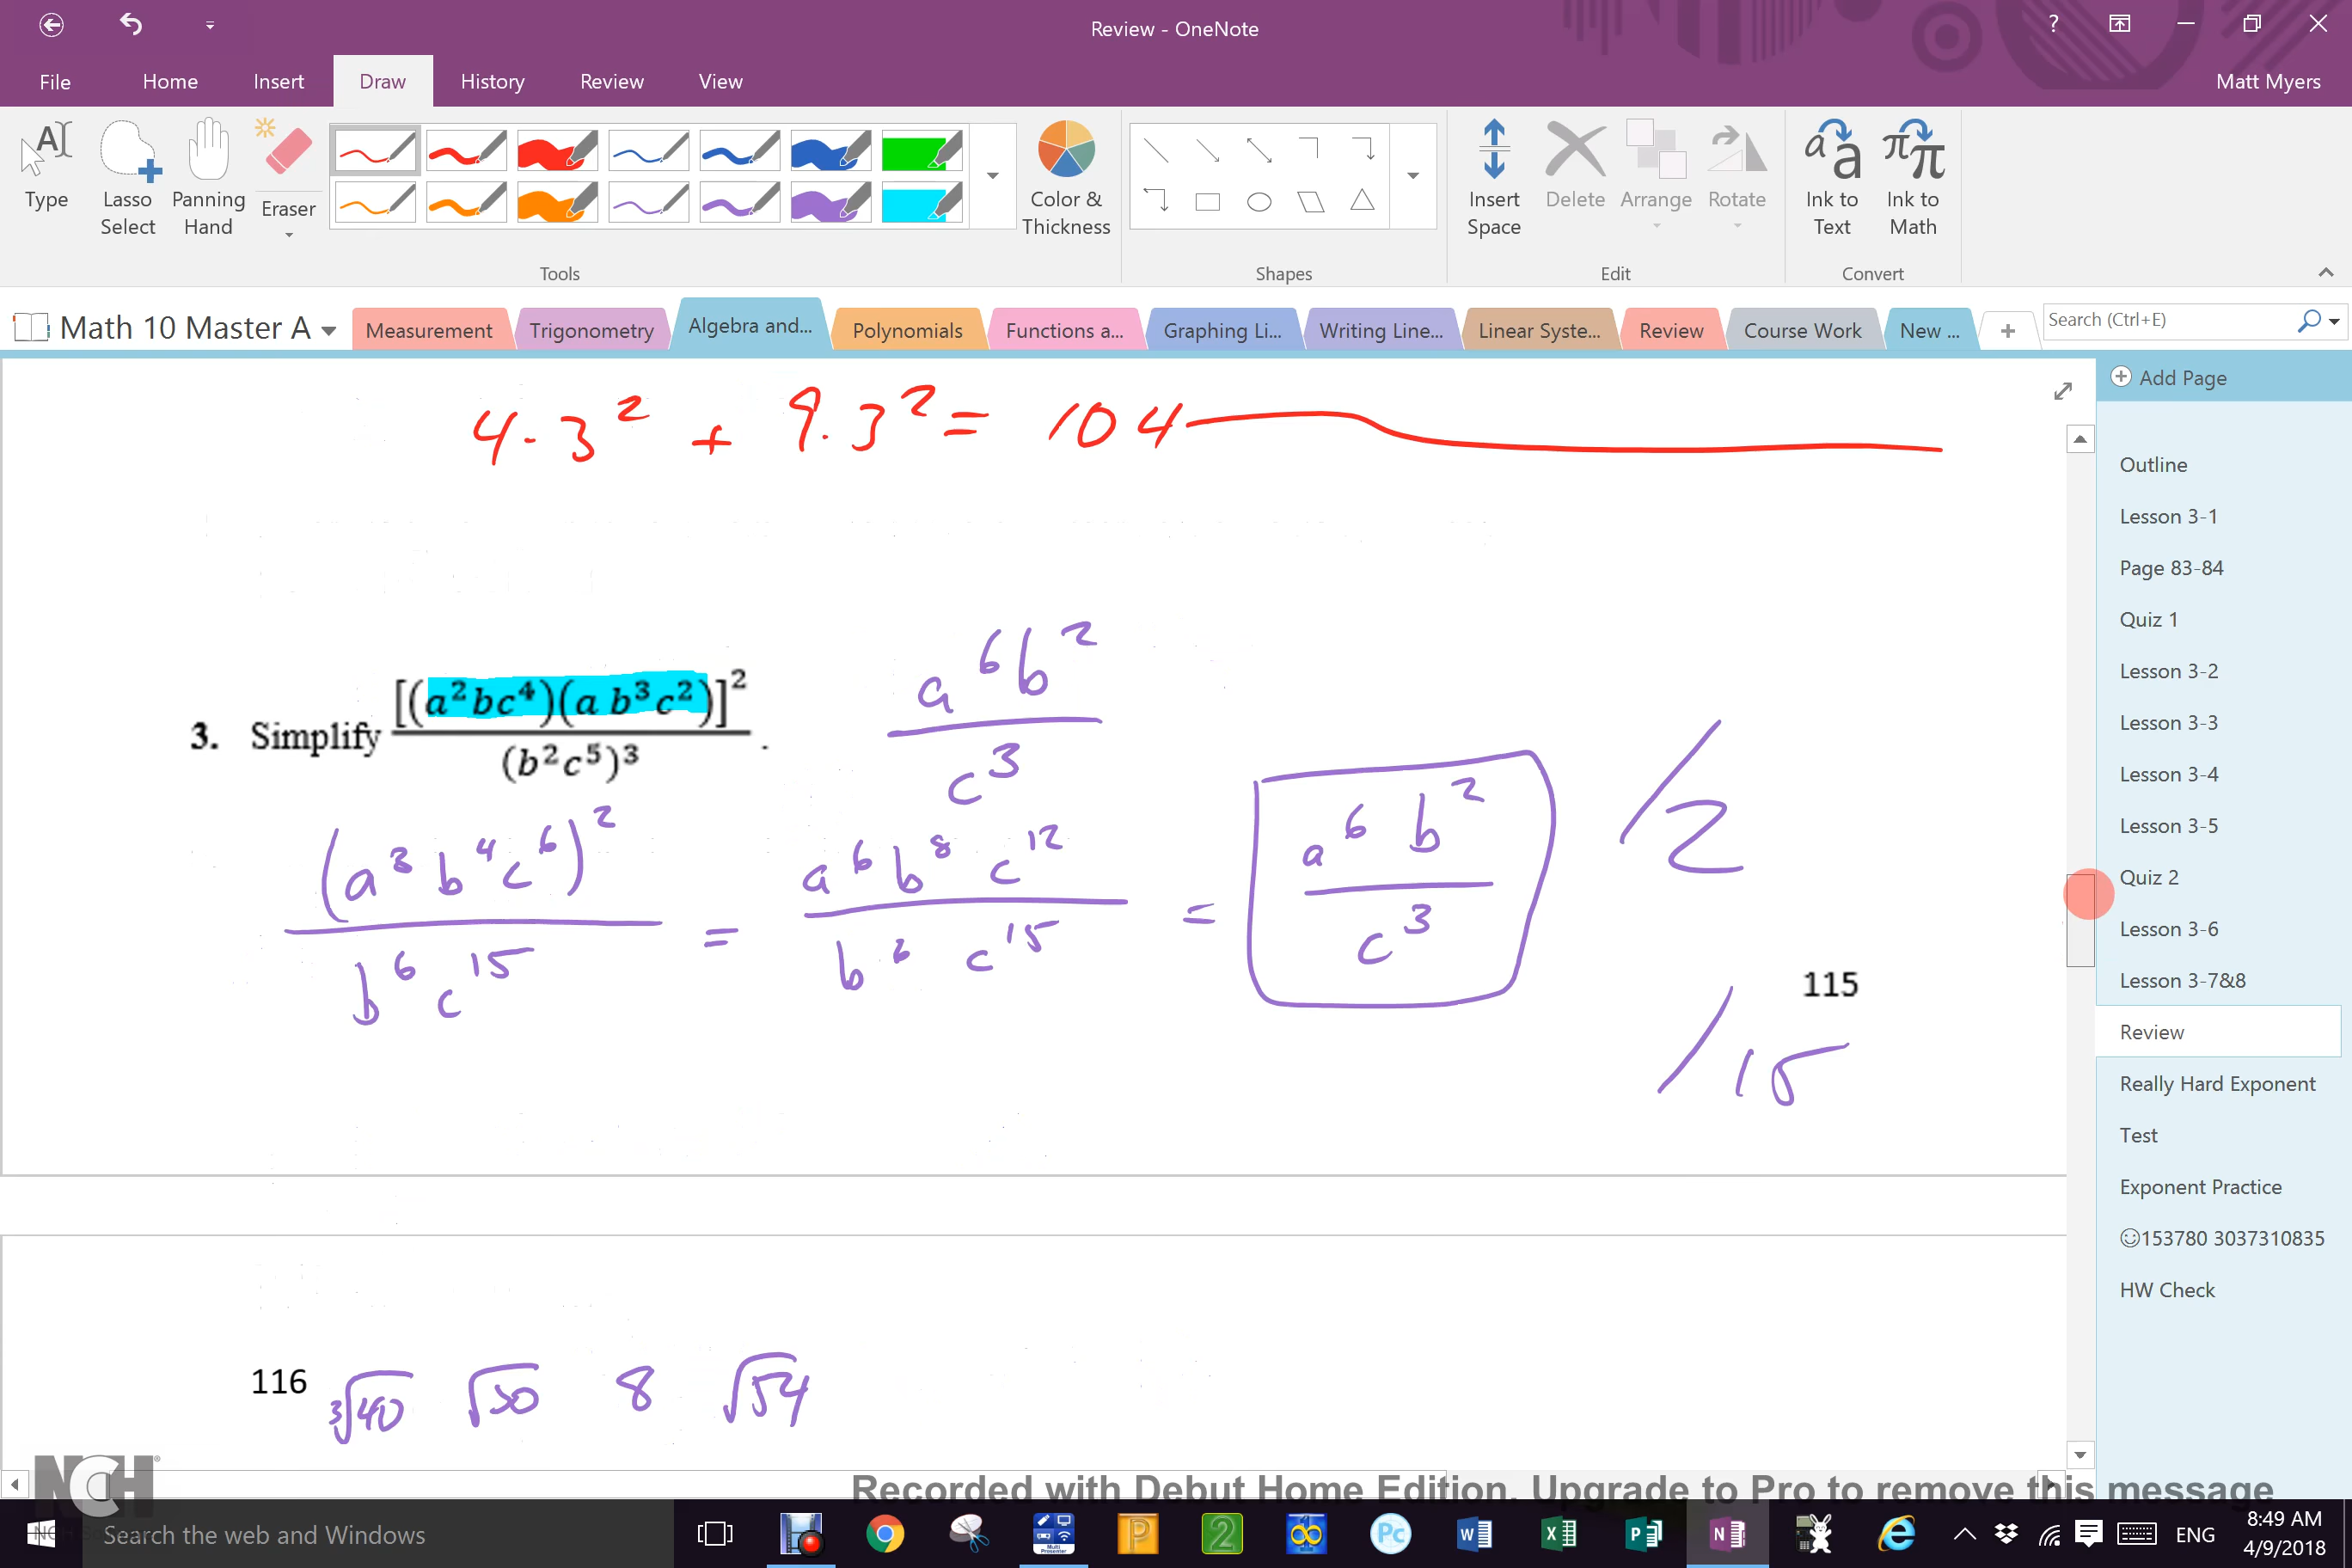 Review - OneNote
?
File Home Insert Draw History Review View
Matt Myers
Type
Lasso Select
Panning Hand
Eraser
Color & Thickness
Insert Space
Delete
Arrange
Rotate
Ink to Text
Ink to Math
Tools
Shapes
Edit
Convert
Math 10 Master A
Measurement Trigonometry Algebra and... Polynomials Functions a... Graphing Li... Writing Line... Linear Syste... Review Course Work New ... +
Search (Ctrl+E)
Add Page
Outline
Lesson 3-1
Page 83-84
Quiz 1
Lesson 3-2
Lesson 3-3
Lesson 3-4
Lesson 3-5
Quiz 2
Lesson 3-6
Lesson 3-7&8
Review
Really Hard Exponent
Test
Exponent Practice
☺153780 3037310835
HW Check
4·3² + 9·3² = 104
3. Simplify [(a²bc⁴)(a b³c²)]² / (b²c⁵)³ .
a⁶b² / c³
(a³b⁴c⁶)² / b⁶c¹⁵ = a⁶b⁸c¹² / b⁶c¹⁵ = a⁶b² / c³
/2
115
/15
116 ³√40 √30 8 √54
NCH
Recorded with Debut Home Edition. Upgrade to Pro to remove this message
Search the web and Windows
ENG
8:49 AM
4/9/2018